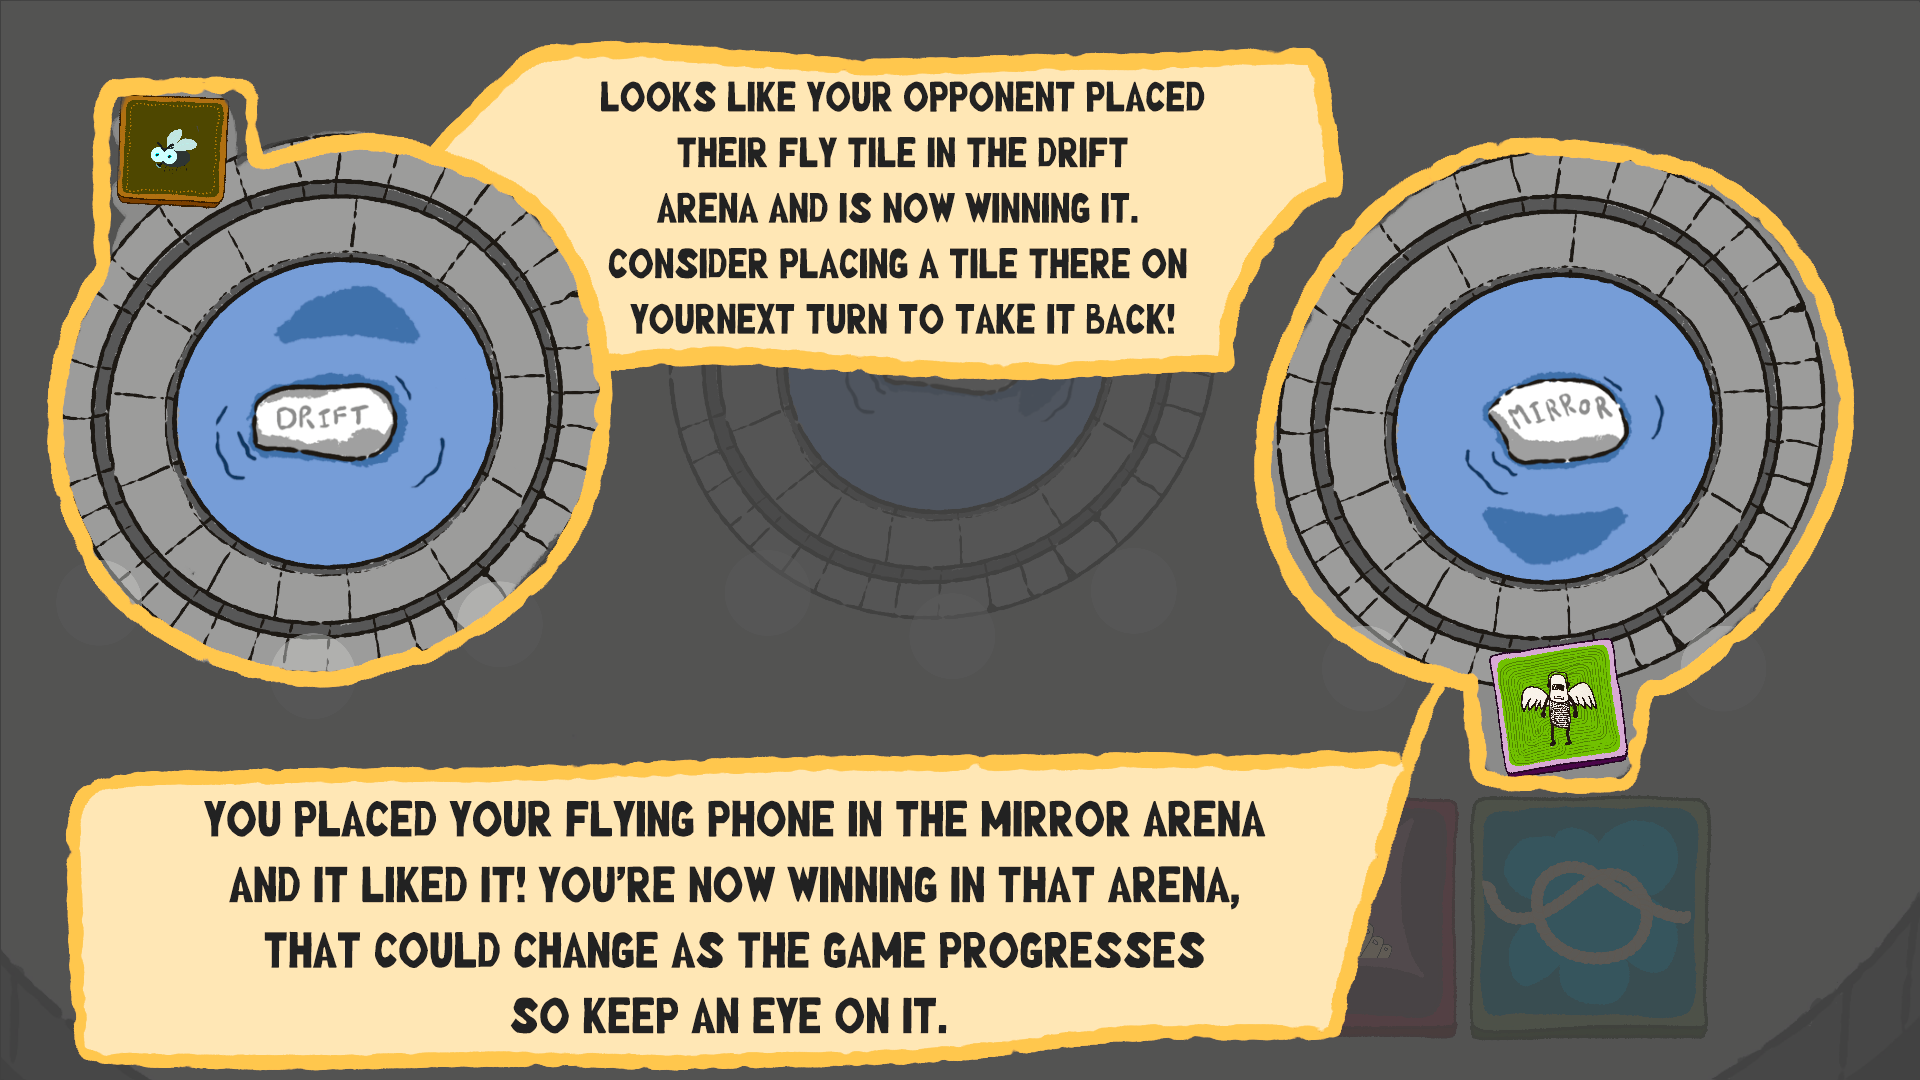 LOOKS LIKE YOUR OPPONENT PLACED
THEIR FLY TILE IN THE DRIFT
ARENA AND IS NOW WINNING IT.
CONSIDER PLACING A TILE THERE ON
YOURNEXT TURN TO TAKE IT BACK!
DRIFT
MIRROR
YOU PLACED YOUR FLYING PHONE IN THE MIRROR ARENA
AND IT LIKED IT! YOU'RE NOW WINNING IN THAT ARENA,
THAT COULD CHANGE AS THE GAME PROGRESSES
SO KEEP AN EYE ON IT.